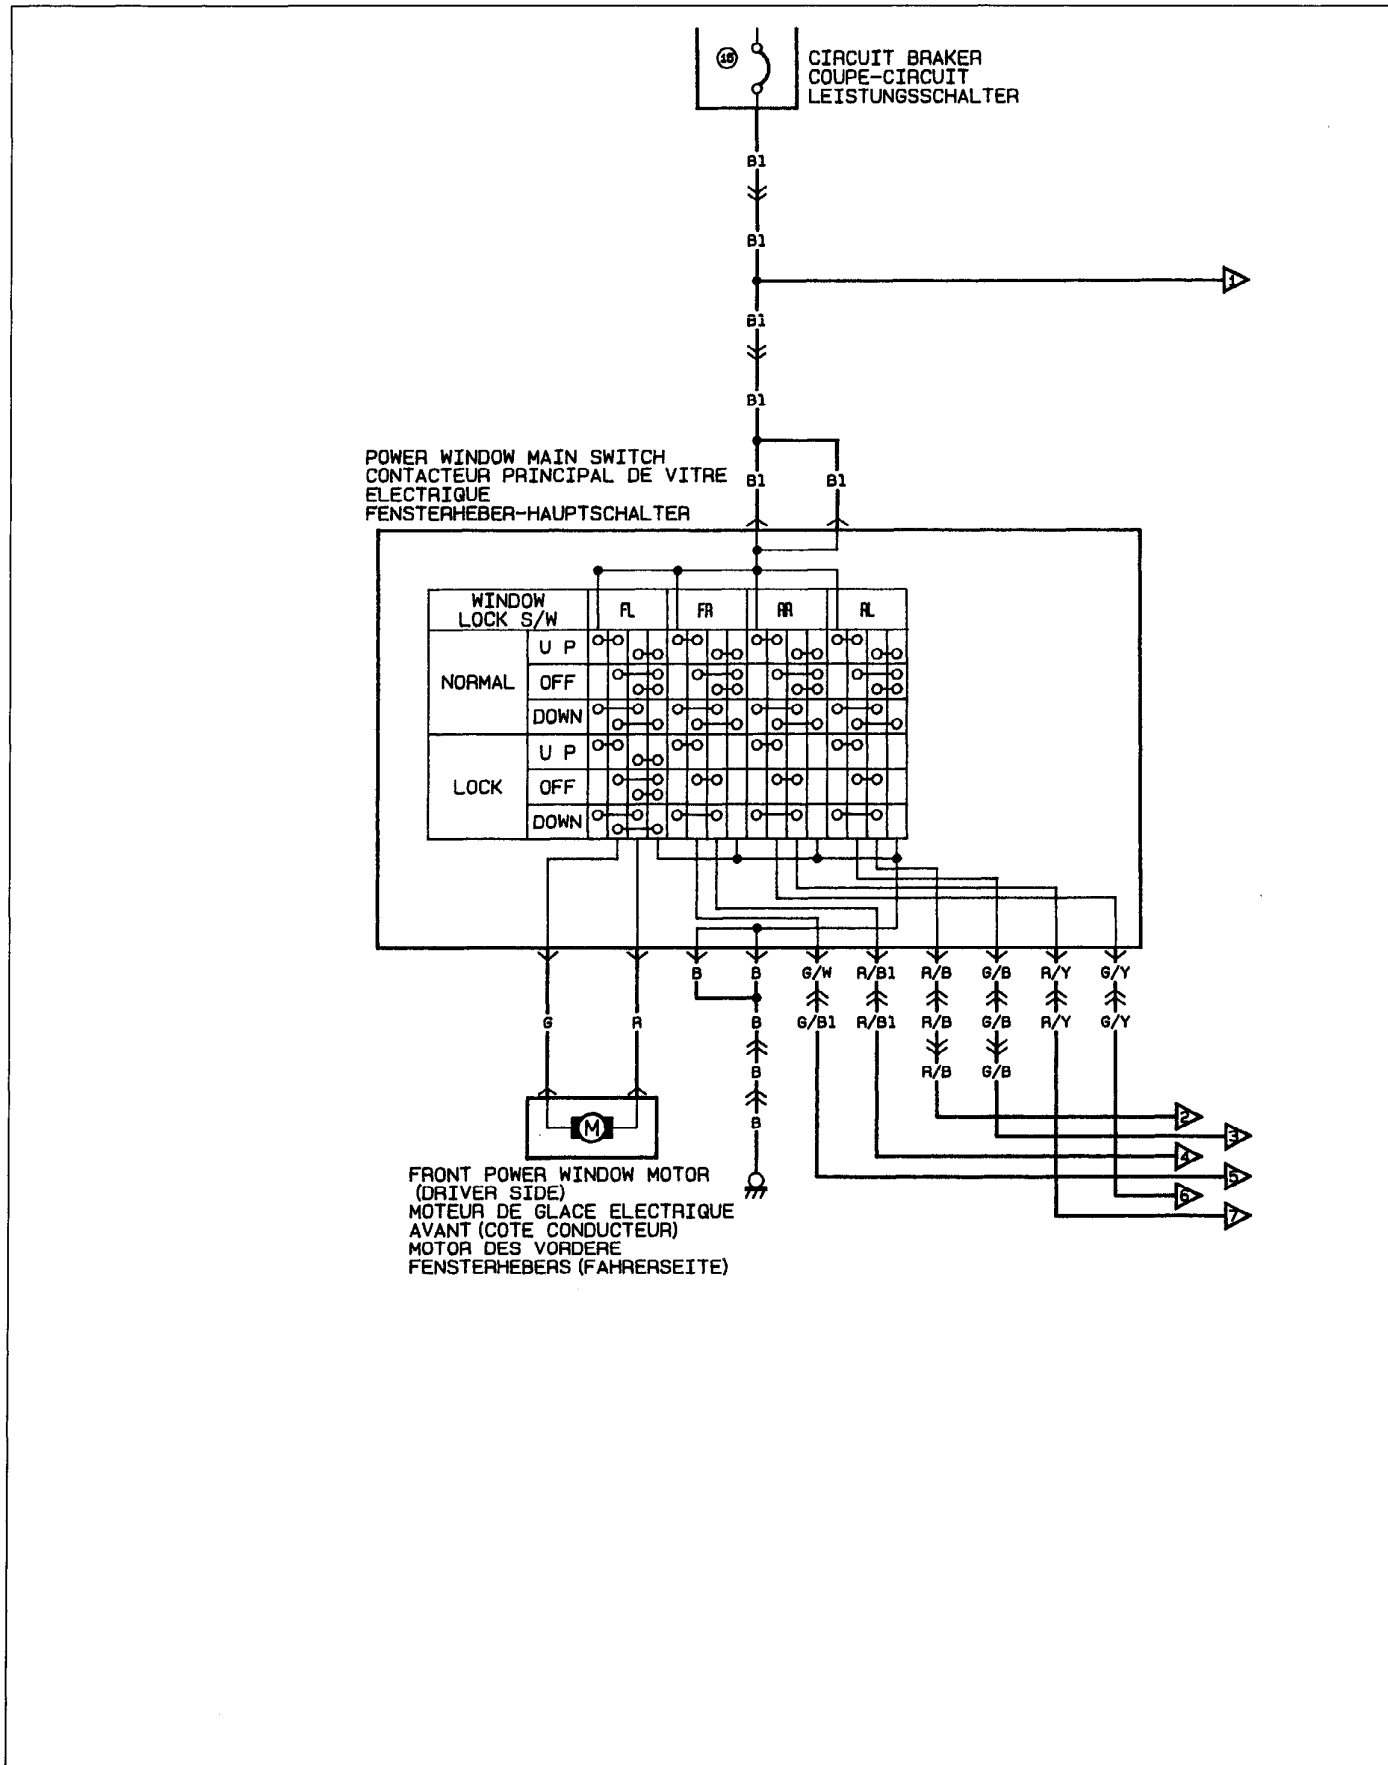 15
CIRCUIT BRAKER
COUPE-CIRCUIT
LEISTUNGSSCHALTER
B1
B1
1
B1
B1
POWER WINDOW MAIN SWITCH
CONTACTEUR PRINCIPAL DE VITRE
ELECTRIQUE
FENSTERHEBER-HAUPTSCHALTER
B1 B1
WINDOW
LOCK S/W
FL FR RR RL
NORMAL
U P
OFF
DOWN
LOCK
U P
OFF
DOWN
B B G/W R/B1 R/B G/B R/Y G/Y
G R B G/B1 R/B1 R/B G/B R/Y G/Y
B R/B G/B
B
M
2
3
4
5
6
7
FRONT POWER WINDOW MOTOR
(DRIVER SIDE)
MOTEUR DE GLACE ELECTRIQUE
AVANT (COTE CONDUCTEUR)
MOTOR DES VORDERE
FENSTERHEBERS (FAHRERSEITE)